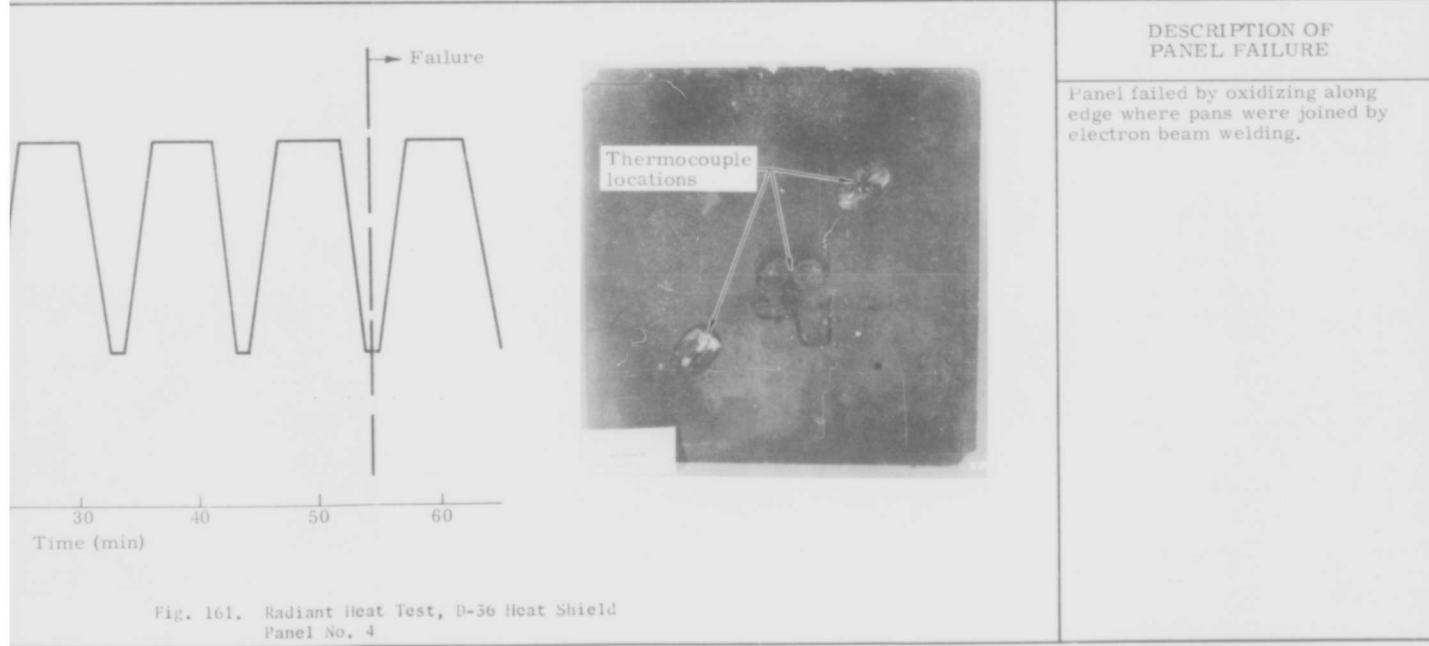 DESCRIPTION OF
PANEL FAILURE
Failure
Panel failed by oxidizing along
edge where pans were joined by
electron beam welding.
Thermocouple
locations
30 40 50 60
Time (min)
Fig. 161. Radiant Heat Test, D-36 Heat Shield
Panel No. 4